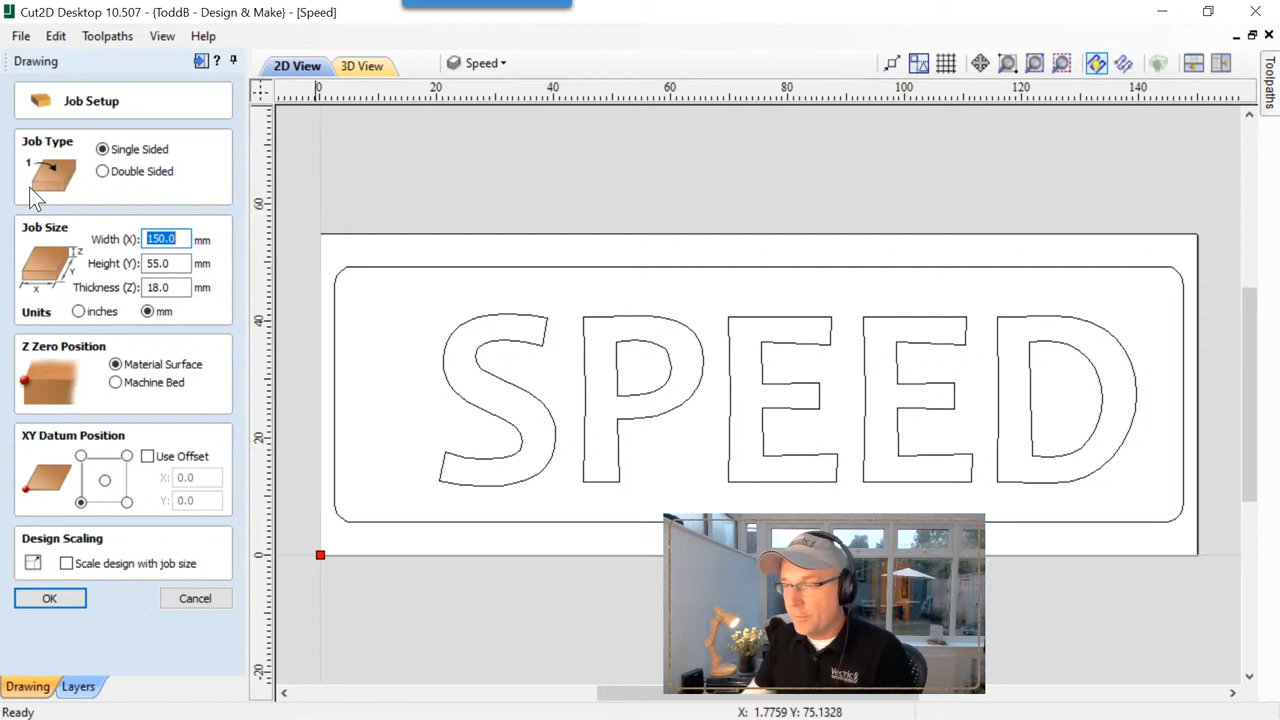 Cut2D Desktop 10.507 - {ToddB - Design & Make} - [Speed]
File Edit Toolpaths View Help
Drawing ?
2D View 3D View Speed
Job Setup
0 20 40 60 80 100 120 140
Job Type
1
Single Sided
Double Sided
Job Size
Width (X): 150.0 mm
Height (Y): 55.0 mm
Thickness (Z): 18.0 mm
Z
Y
X
Units inches mm
Z Zero Position
Material Surface
Machine Bed
XY Datum Position
Use Offset
X: 0.0
Y: 0.0
Design Scaling
Scale design with job size
OK Cancel
60
40
20
0
-20
SPEED
Vectric
Toolpaths
Drawing Layers
Ready X: 1.7759 Y: 75.1328